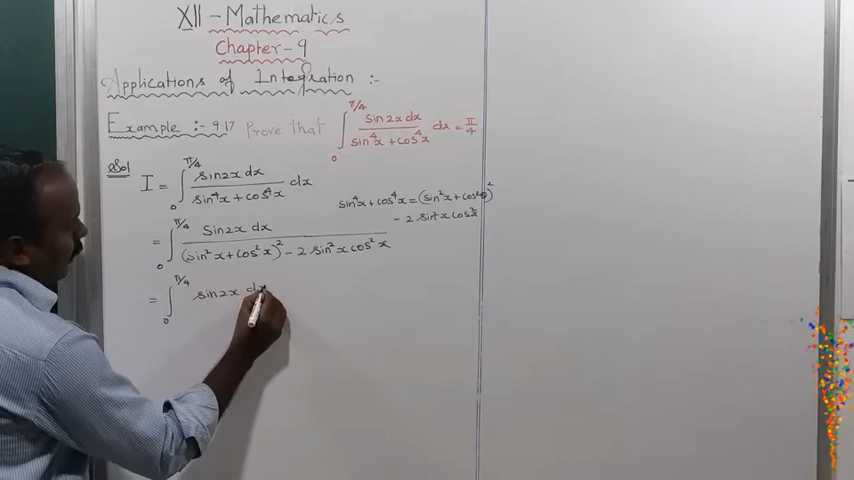 XII - Mathematics
Chapter - 9
Applications of Integration :-
Example :- 9.17 Prove that ∫₀^(π/4) sin2x dx / (sin⁴x + cos⁴x) dx = π/4
Sol I = ∫₀^(π/4) sin2x dx / (sin⁴x + cos⁴x) dx
sin⁴x + cos⁴x = (sin²x + cos²x)²
- 2 sin²x cos²x
= ∫₀^(π/4) sin2x dx / ((sin²x + cos²x)² - 2 sin²x cos²x)
= ∫₀^(π/4) sin2x dx